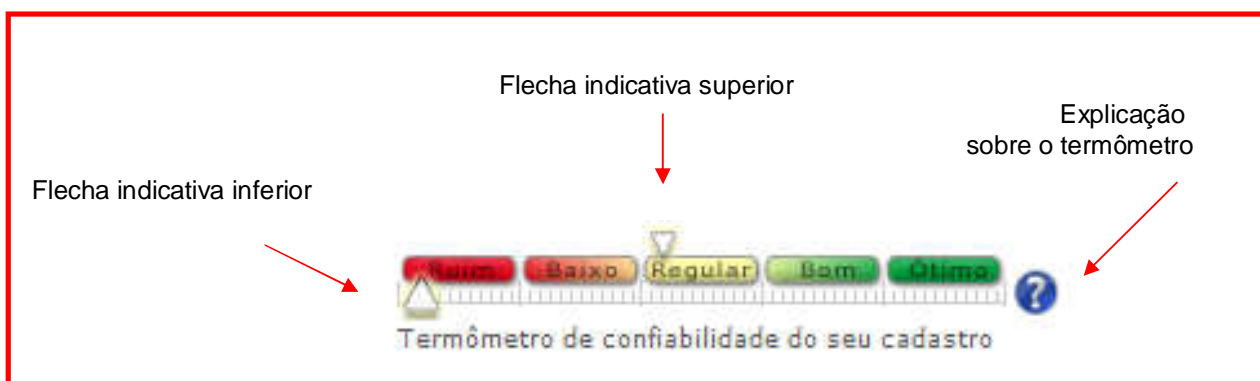 Flecha indicativa superior
Explicação
sobre o termômetro
Flecha indicativa inferior
Ruim Baixo Regular Bom Ótimo
?
Termômetro de confiabilidade do seu cadastro